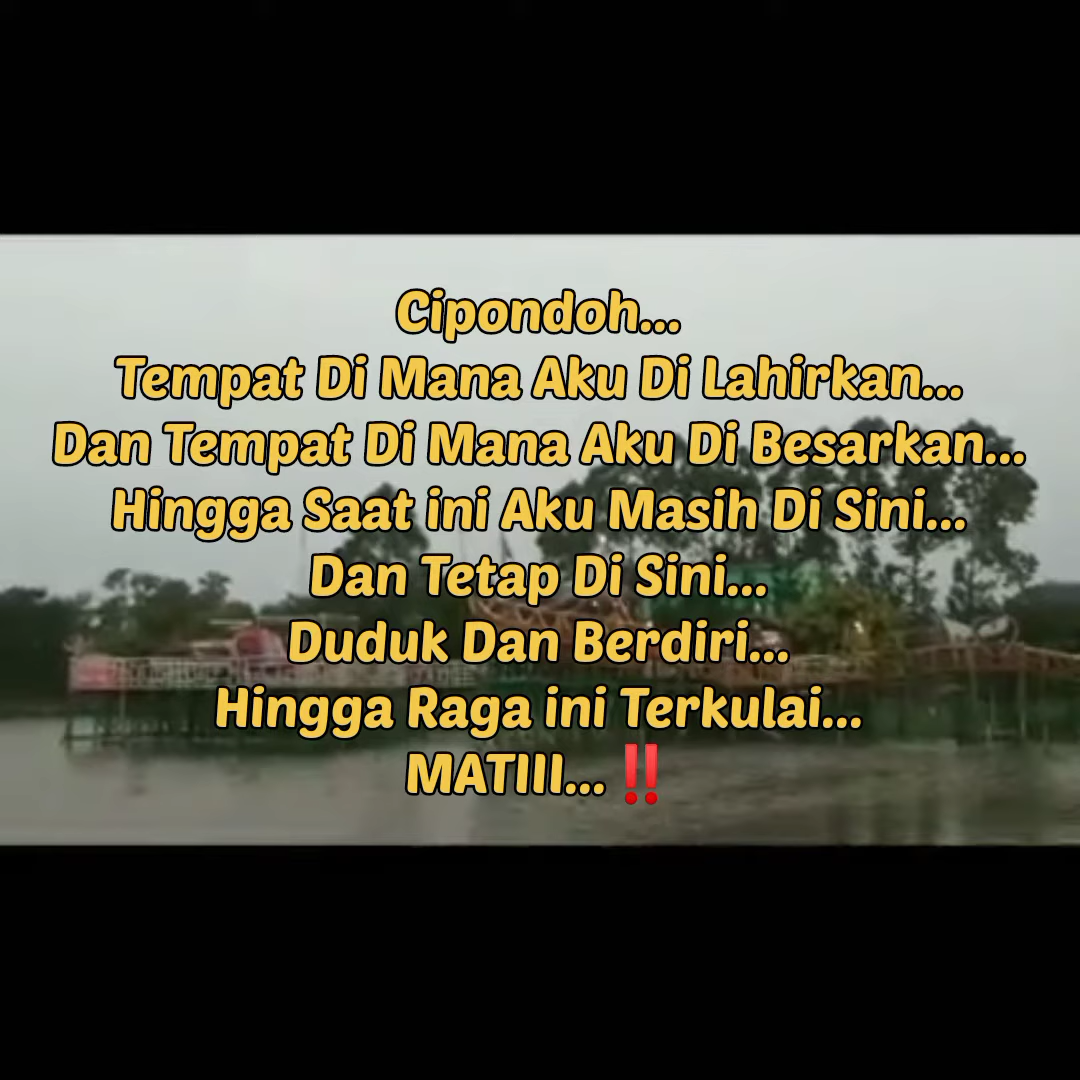 Cipondoh...
Tempat Di Mana Aku Di Lahirkan...
Dan Tempat Di Mana Aku Di Besarkan...
Hingga Saat ini Aku Masih Di Sini...
Dan Tetap Di Sini...
Duduk Dan Berdiri...
Hingga Raga ini Terkulai...
MATIII...‼️